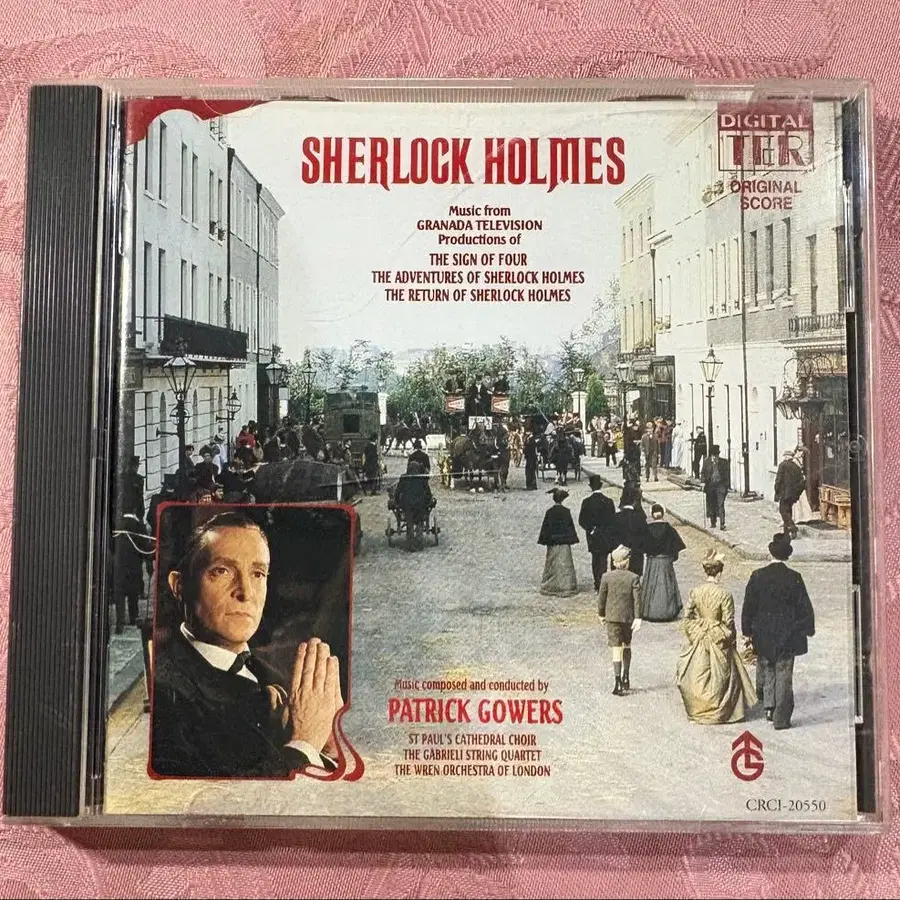 SHERLOCK HOLMES
DIGITAL
TER
ORIGINAL
SCORE
Music from
GRANADA TELEVISION
Productions of
THE SIGN OF FOUR
THE ADVENTURES OF SHERLOCK HOLMES
THE RETURN OF SHERLOCK HOLMES
Music composed and conducted by
PATRICK GOWERS
ST PAUL'S CATHEDRAL CHOIR
THE GABRIELI STRING QUARTET
THE WREN ORCHESTRA OF LONDON
CRCI-20550